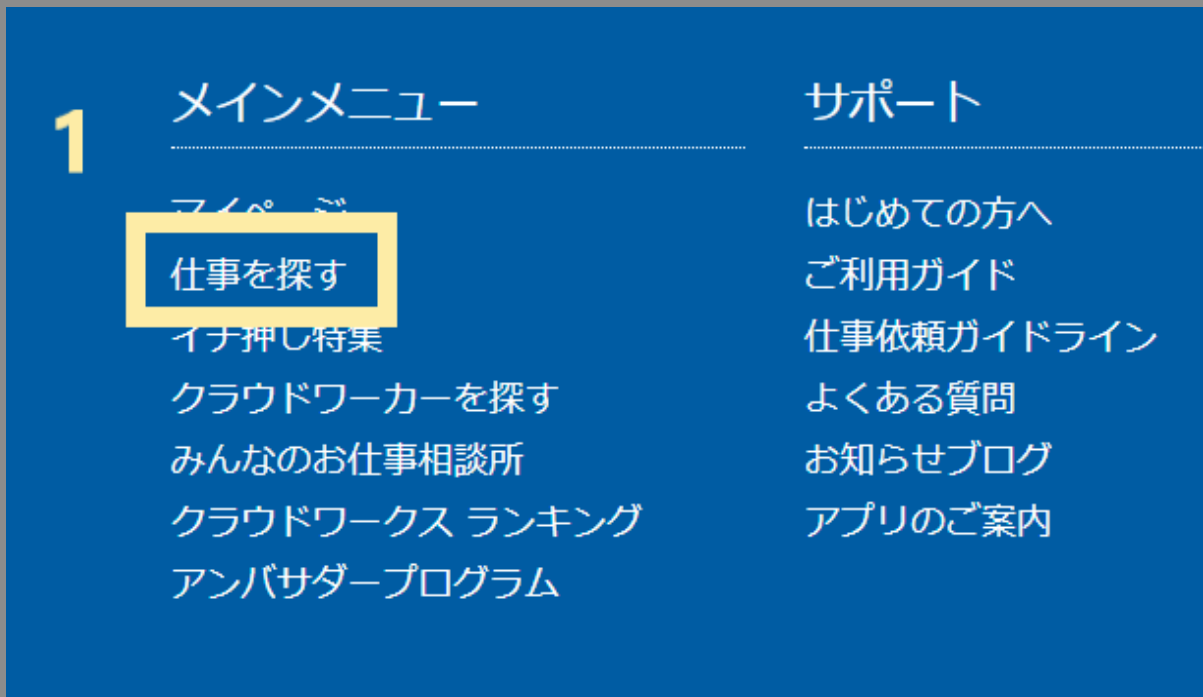 1
メインメニュー
マイページ
仕事を探す
イチ押し特集
クラウドワーカーを探す
みんなのお仕事相談所
クラウドワークス ランキング
アンバサダープログラム
サポート
はじめての方へ
ご利用ガイド
仕事依頼ガイドライン
よくある質問
お知らせブログ
アプリのご案内